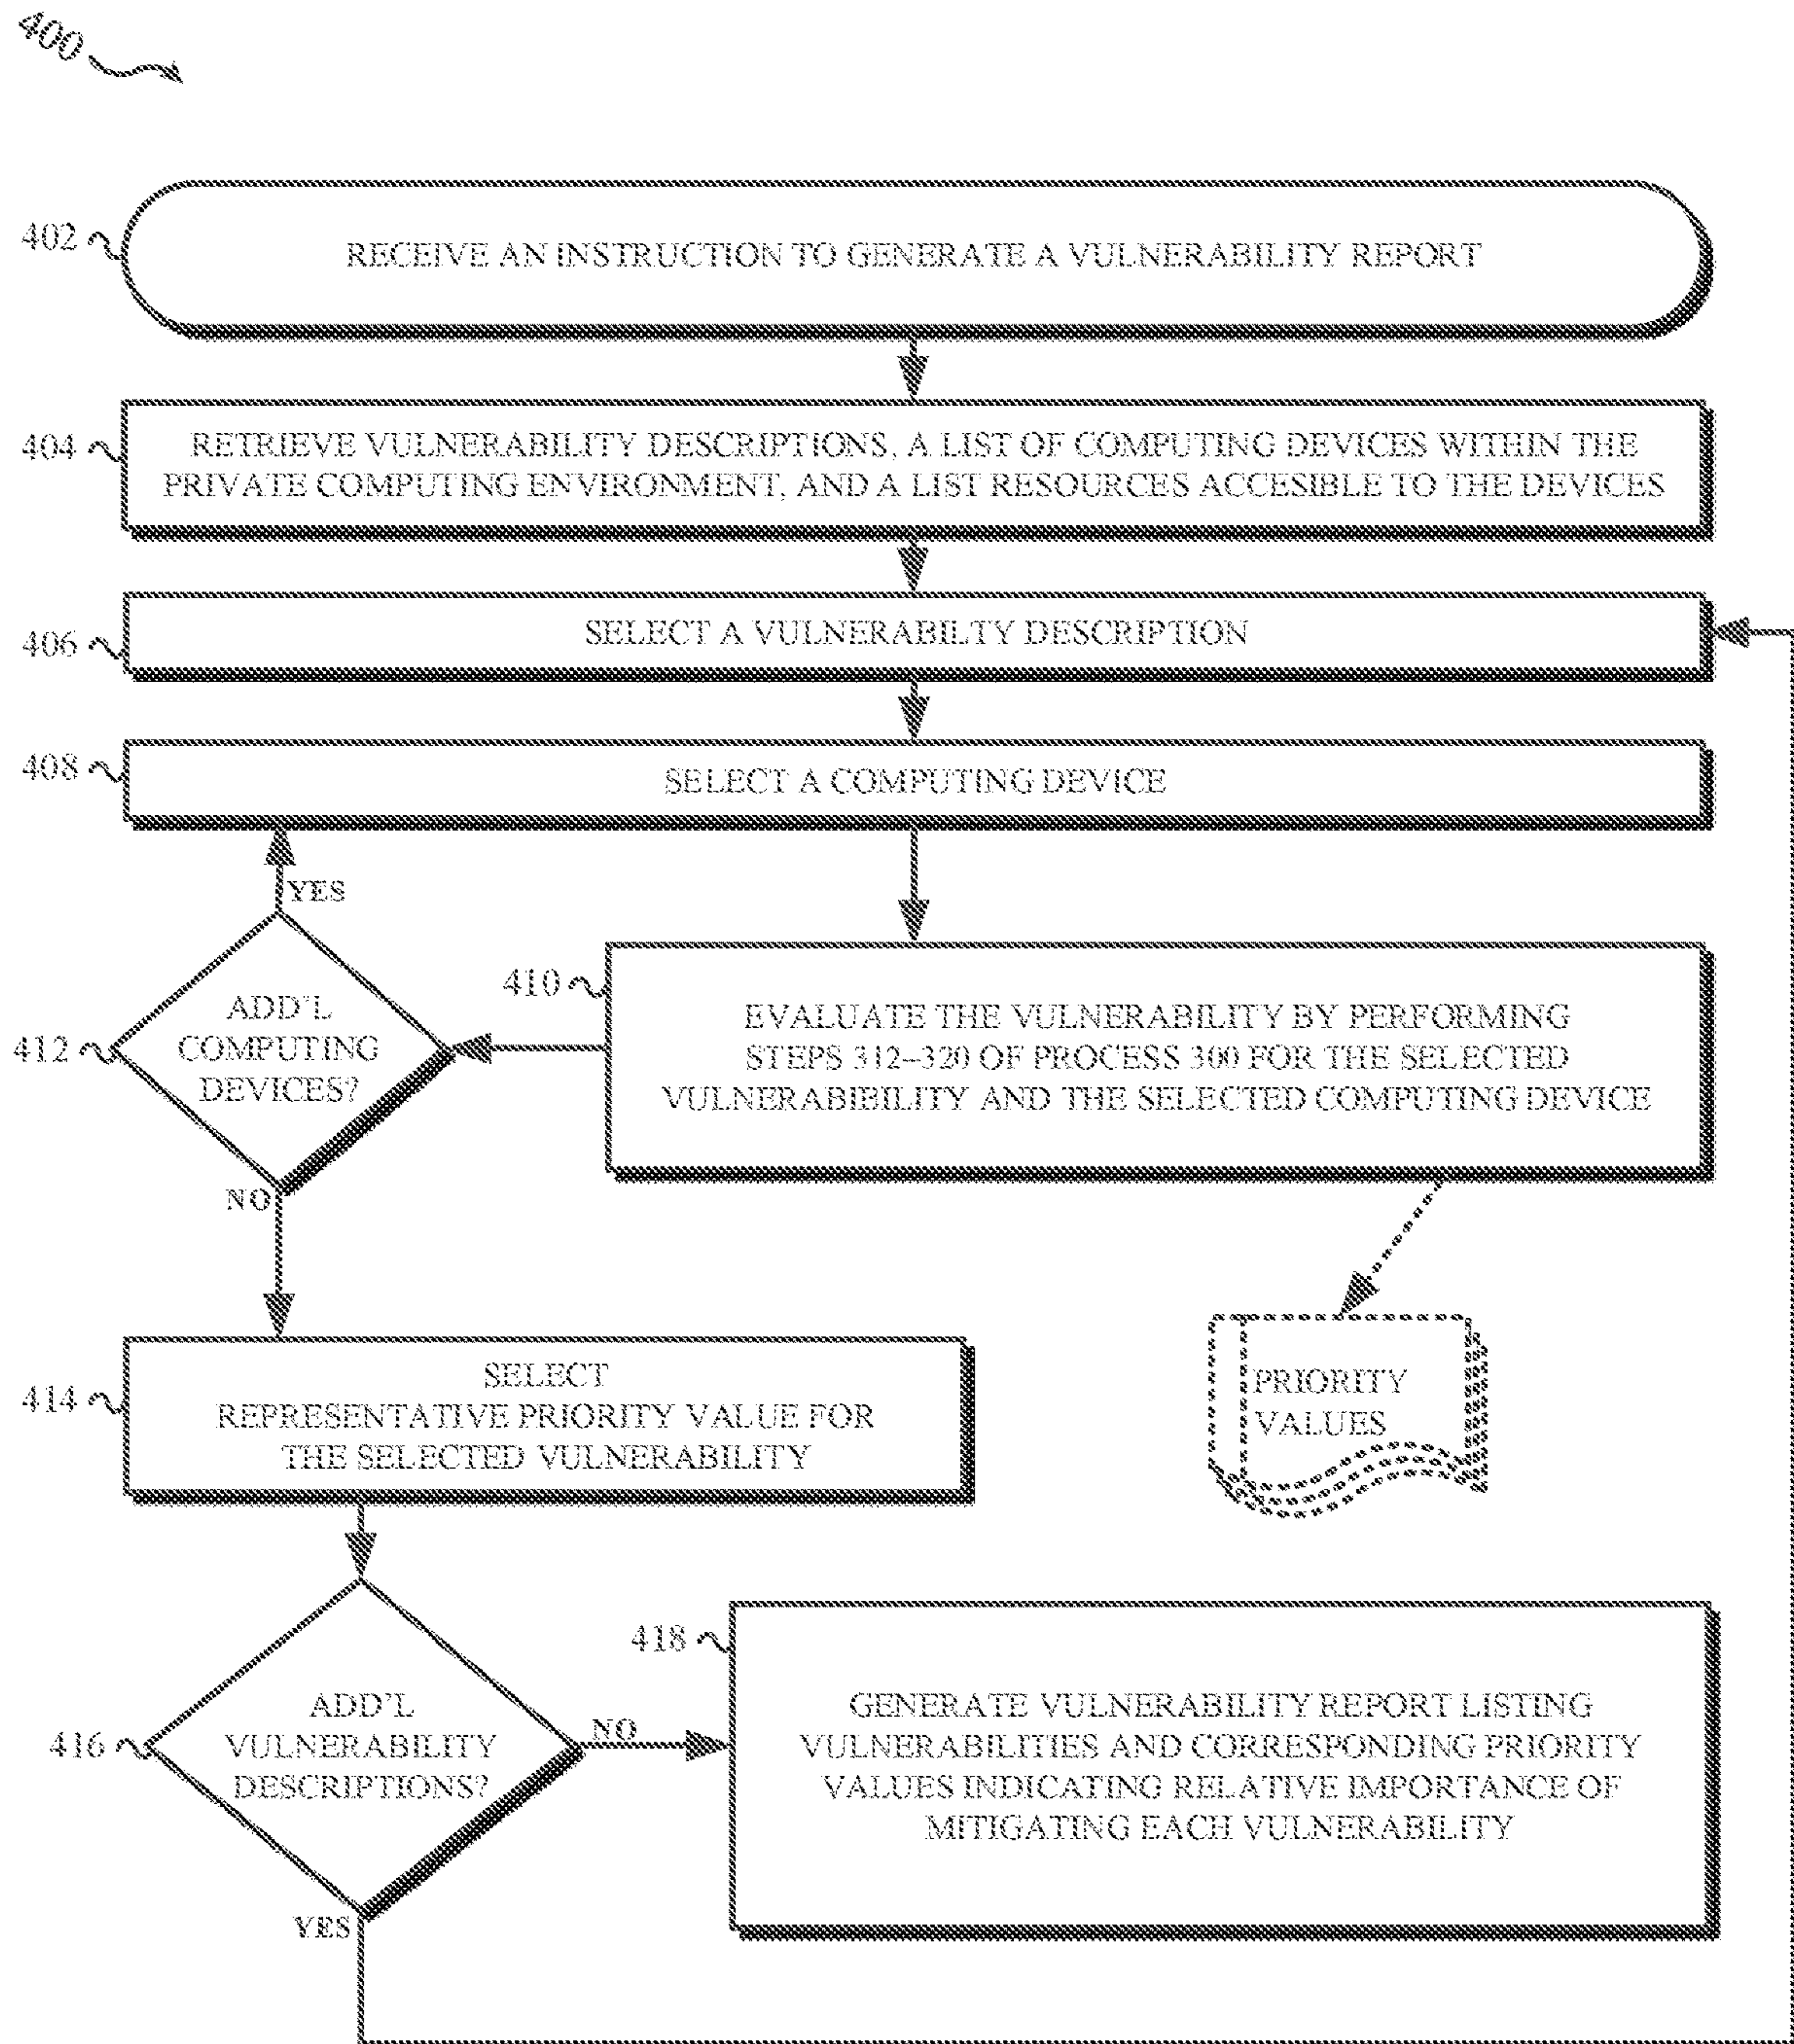 400
402
RECEIVE AN INSTRUCTION TO GENERATE A VULNERABILITY REPORT
404
RETRIEVE VULNERABILITY DESCRIPTIONS, A LIST OF COMPUTING DEVICES WITHIN THE
PRIVATE COMPUTING ENVIRONMENT, AND A LIST RESOURCES ACCESIBLE TO THE DEVICES
406
SELECT A VULNERABILTY DESCRIPTION
408
SELECT A COMPUTING DEVICE
YES
410
EVALUATE THE VULNERABILITY BY PERFORMING
STEPS 312–320 OF PROCESS 300 FOR THE SELECTED
VULNERABIBILITY AND THE SELECTED COMPUTING DEVICE
412
ADD'L
COMPUTING
DEVICES?
NO
PRIORITY
VALUES
414
SELECT
REPRESENTATIVE PRIORITY VALUE FOR
THE SELECTED VULNERABILITY
416
ADD'L
VULNERABILITY
DESCRIPTIONS?
NO
YES
418
GENERATE VULNERABILITY REPORT LISTING
VULNERABILITIES AND CORRESPONDING PRIORITY
VALUES INDICATING RELATIVE IMPORTANCE OF
MITIGATING EACH VULNERABILITY